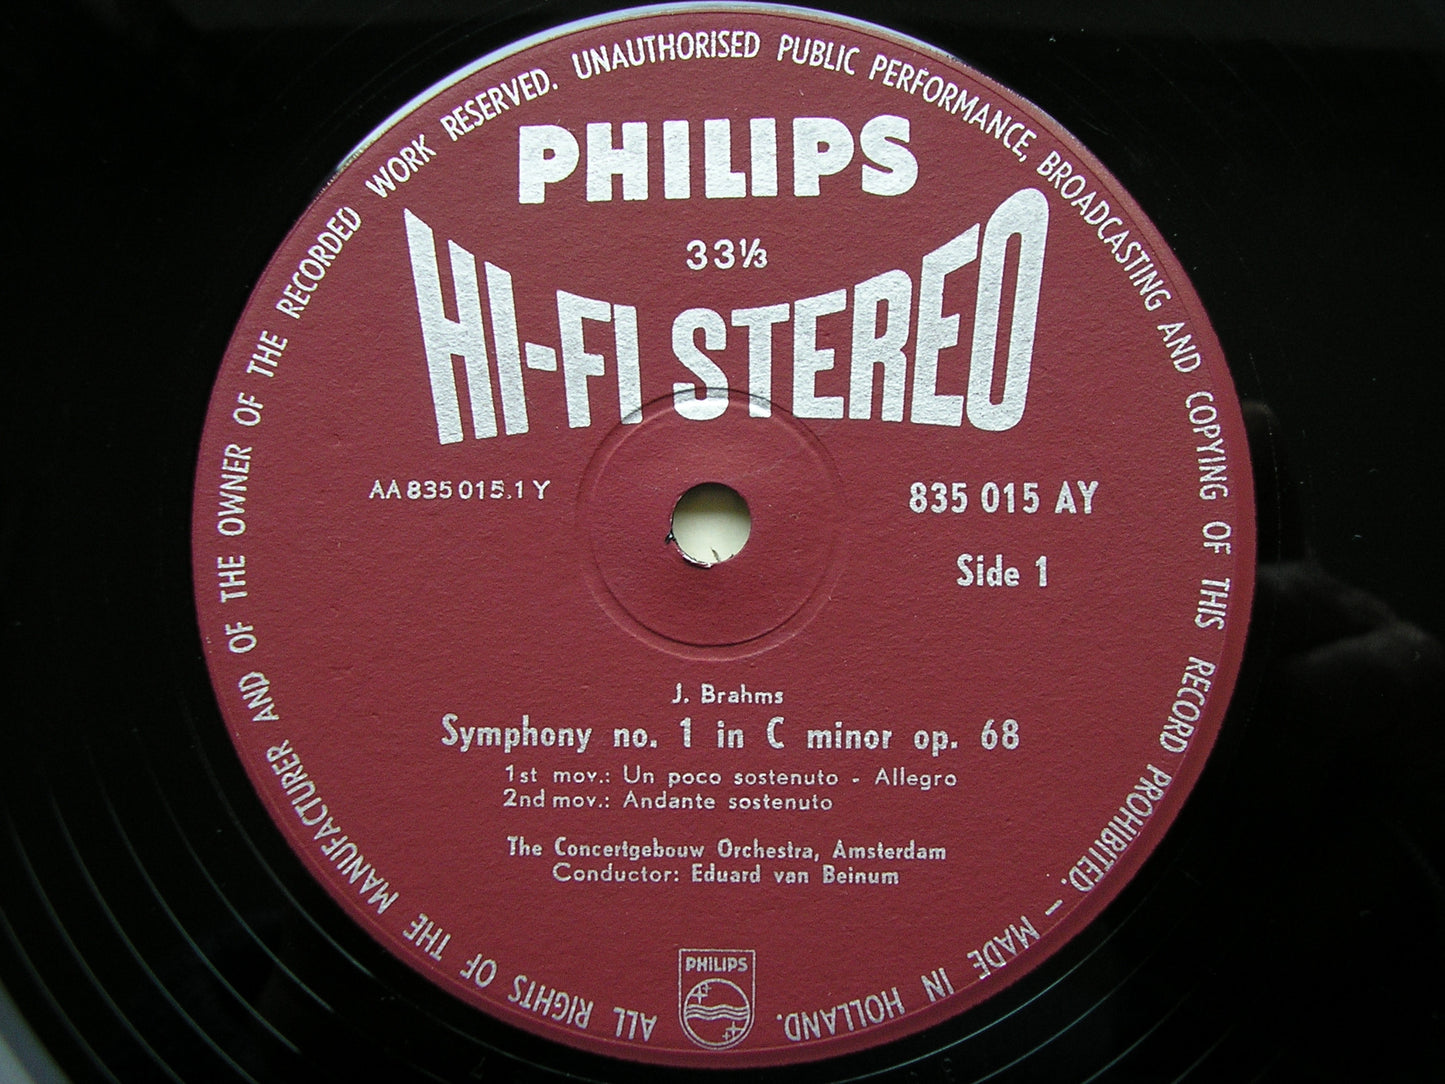 ALL RIGHTS OF THE MANUFACTURER AND OF THE OWNER OF THE RECORDED WORK RESERVED. UNAUTHORISED PUBLIC PERFORMANCE, BROADCASTING AND COPYING OF THIS RECORD PROHIBITED. – MADE IN HOLLAND.
PHILIPS
33⅓
HI-FI STEREO
AA 835 015.1 Y
835 015 AY
Side 1
J. Brahms
Symphony no. 1 in C minor op. 68
1st mov.: Un poco sostenuto - Allegro
2nd mov.: Andante sostenuto
The Concertgebouw Orchestra, Amsterdam
Conductor: Eduard van Beinum
PHILIPS